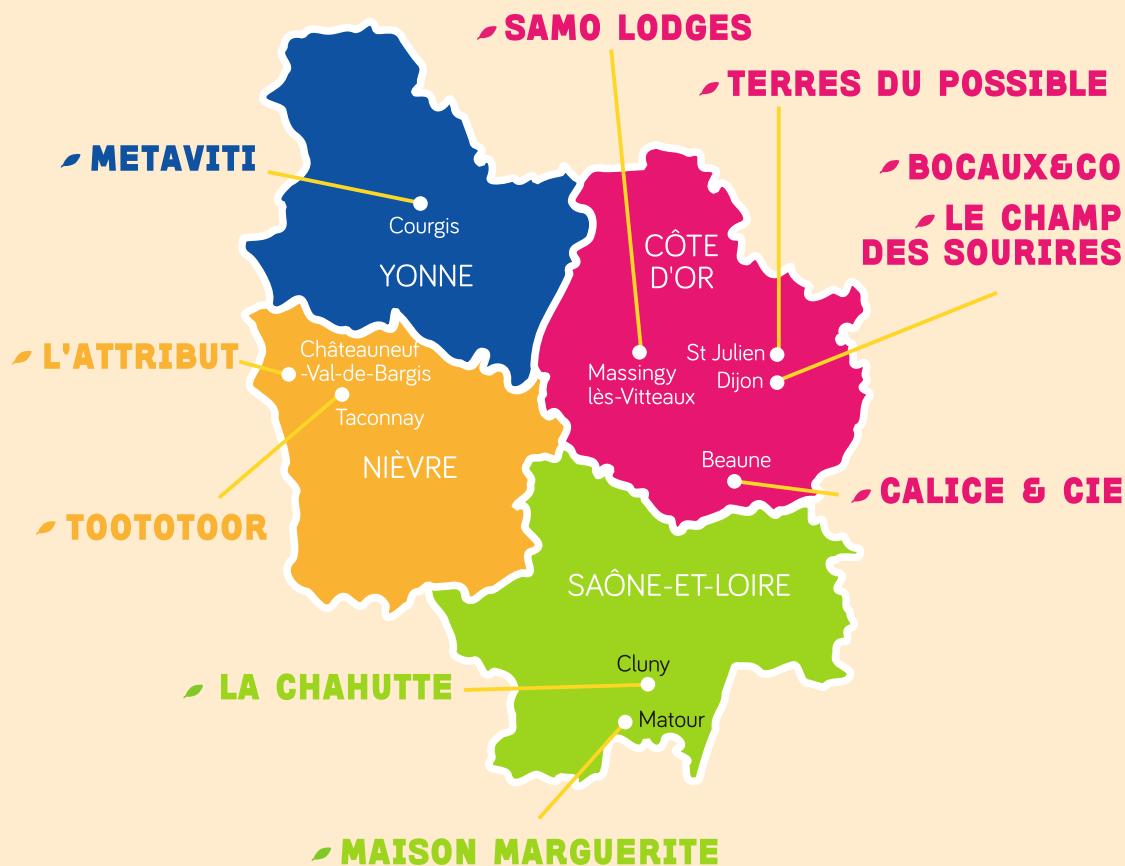 SAMO LODGES
TERRES DU POSSIBLE
METAVITI
BOCAUX&CO
LE CHAMP
DES SOURIRES
Courgis
YONNE
CÔTE
D'OR
L'ATTRIBUT
Châteauneuf
-Val-de-Bargis
Taconnay
NIÈVRE
St Julien
Dijon
Massingy
lès-Vitteaux
Beaune
CALICE & CIE
TOOTOTOOR
SAÔNE-ET-LOIRE
Cluny
LA CHAHUTTE
Matour
MAISON MARGUERITE